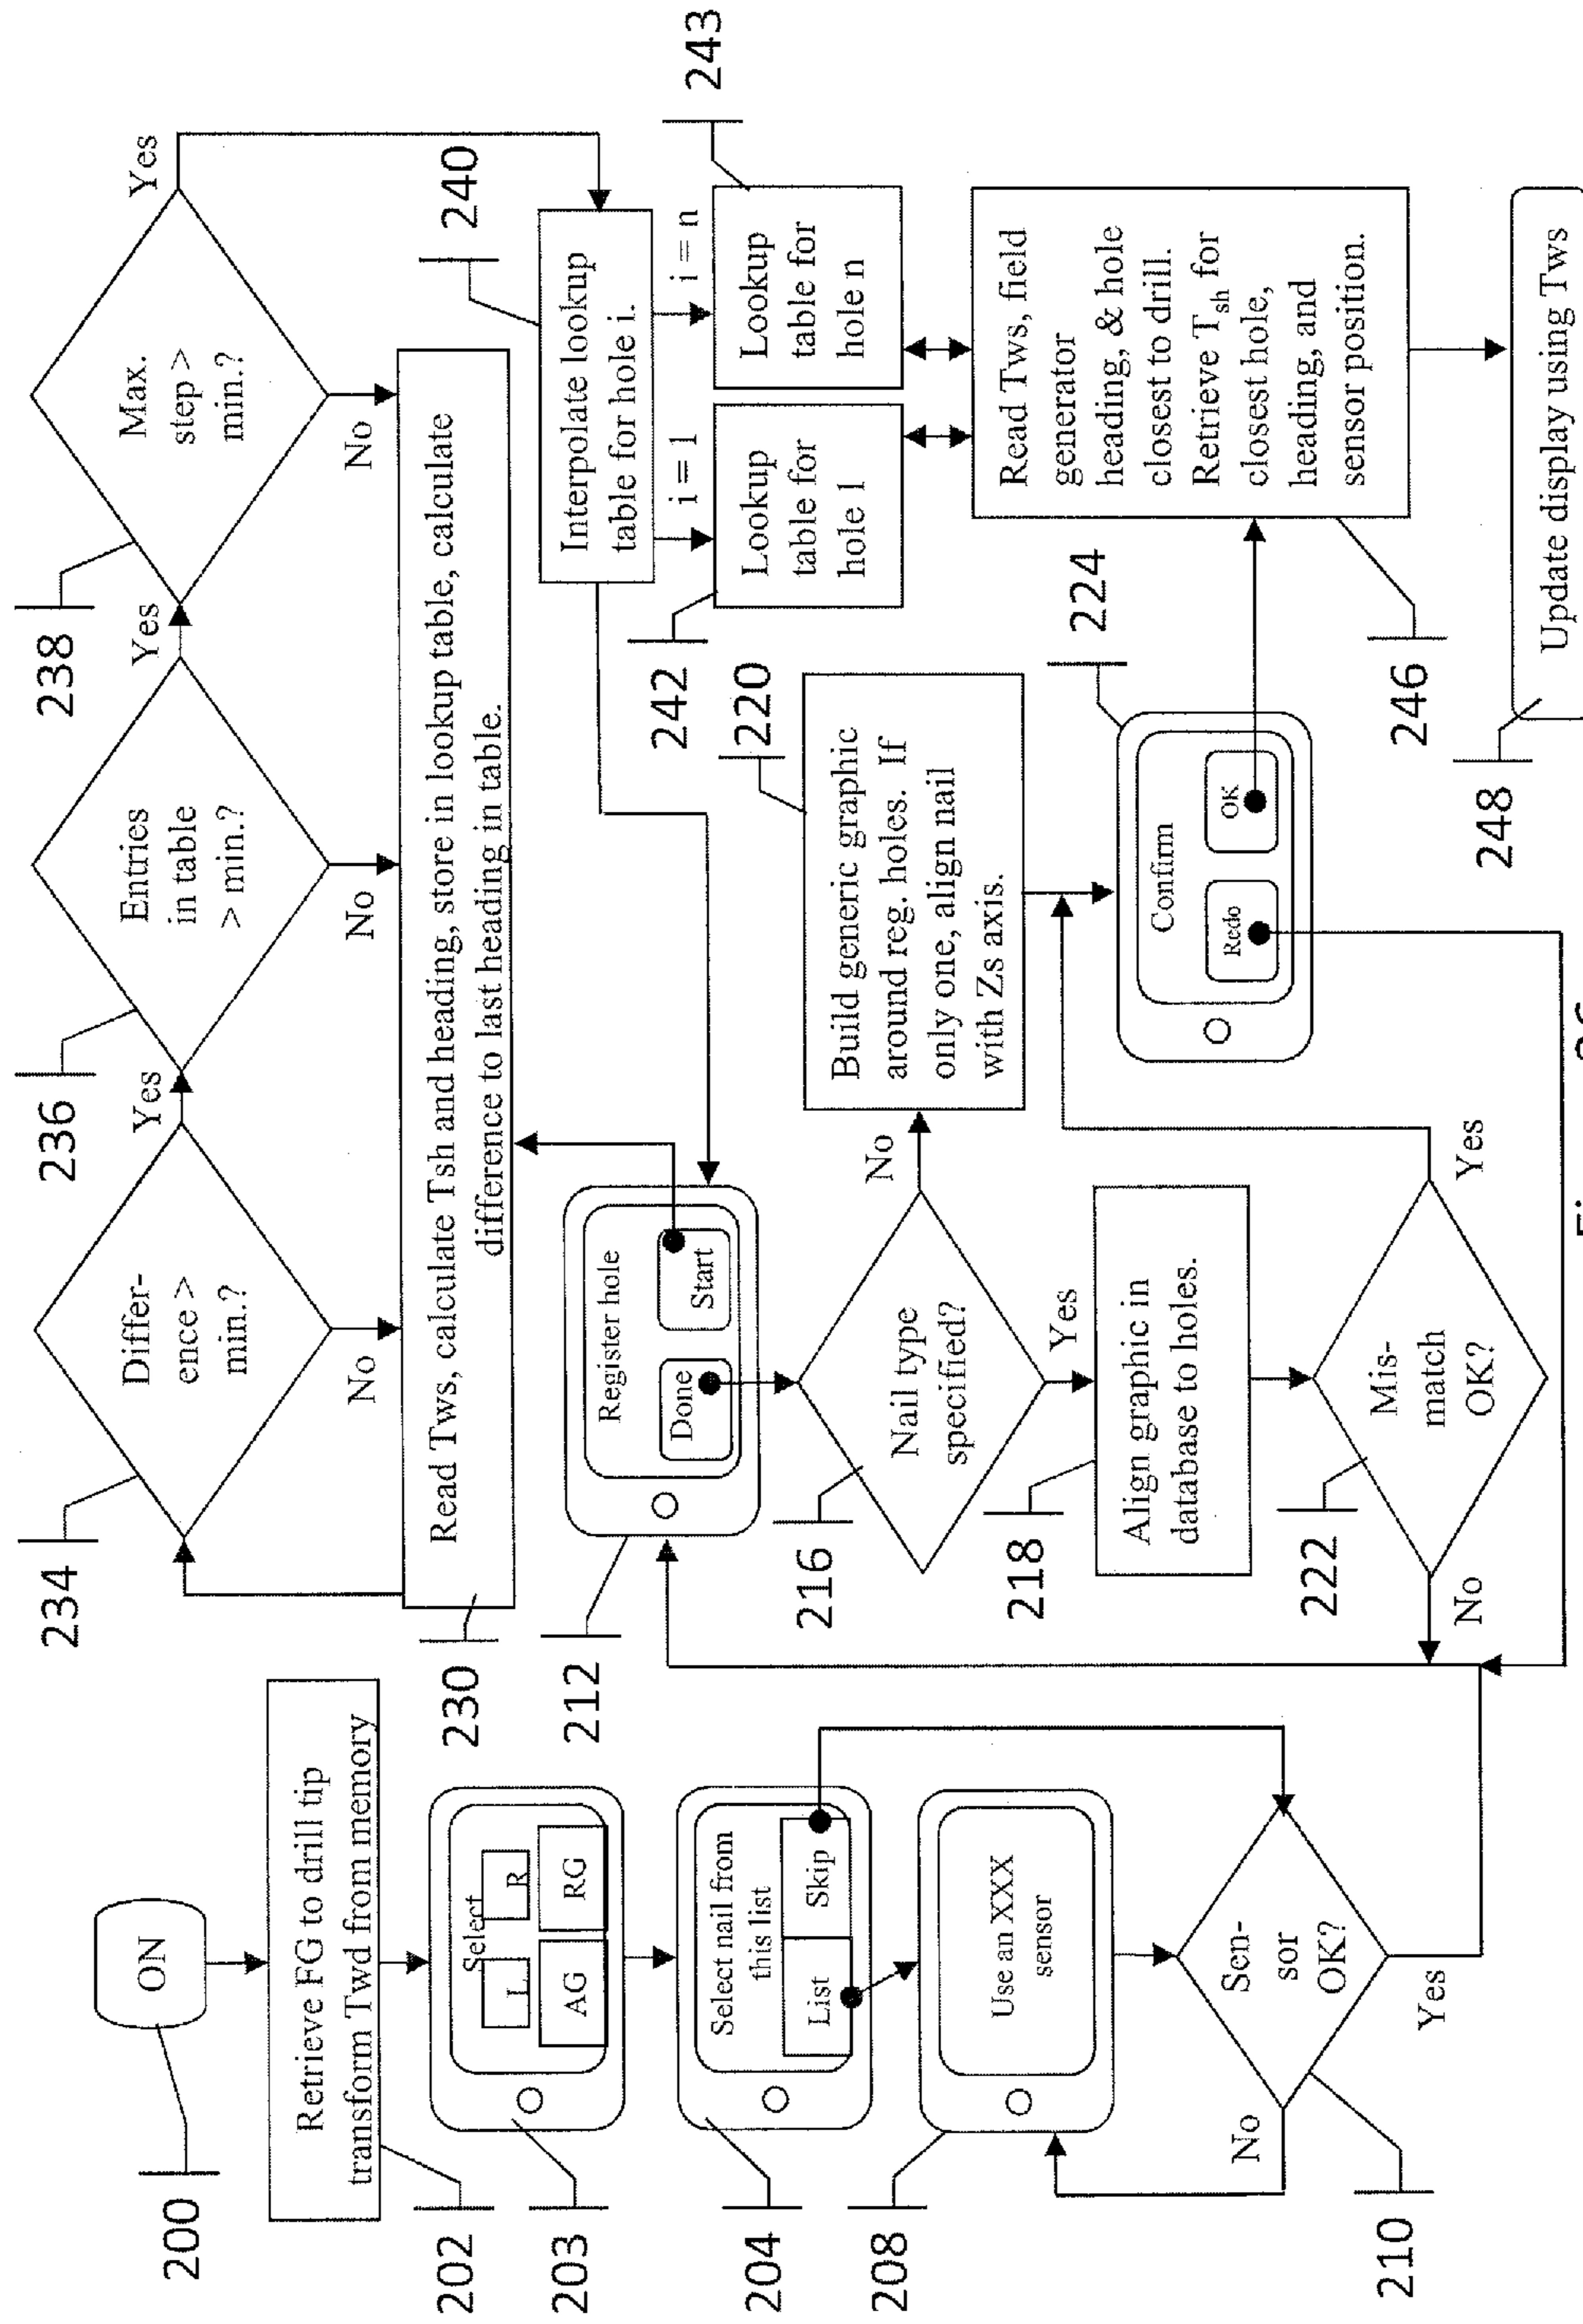 200
ON
202
Retrieve FG to drill tip
transform Twd from memory
203
Select
L
R
AG
RG
204
Select nail from
this list
List
Skip
208
Use an XXX
sensor
210
Sen-
sor
OK?
No
Yes
234
Differ-
ence >
min.?
Yes
No
236
Entries
in table
> min.?
Yes
No
238
Max.
step >
min.?
Yes
No
230
Read Tws, calculate Tsh and heading, store in lookup table, calculate
difference to last heading in table.
212
Register hole
Done
Start
216
Nail type
specified?
No
Yes
218
Align graphic in
database to holes.
222
Mis-
match
OK?
No
Yes
220
Build generic graphic
around reg. holes. If
only one, align nail
with Zs axis.
224
Confirm
Redo
OK
240
Interpolate lookup
table for hole i.
i = 1
i = n
242
Lookup
table for
hole 1
243
Lookup
table for
hole n
246
Read Tws, field
generator
heading, & hole
closest to drill.
Retrieve Tsh for
closest hole,
heading, and
sensor position.
248
Update display using Tws